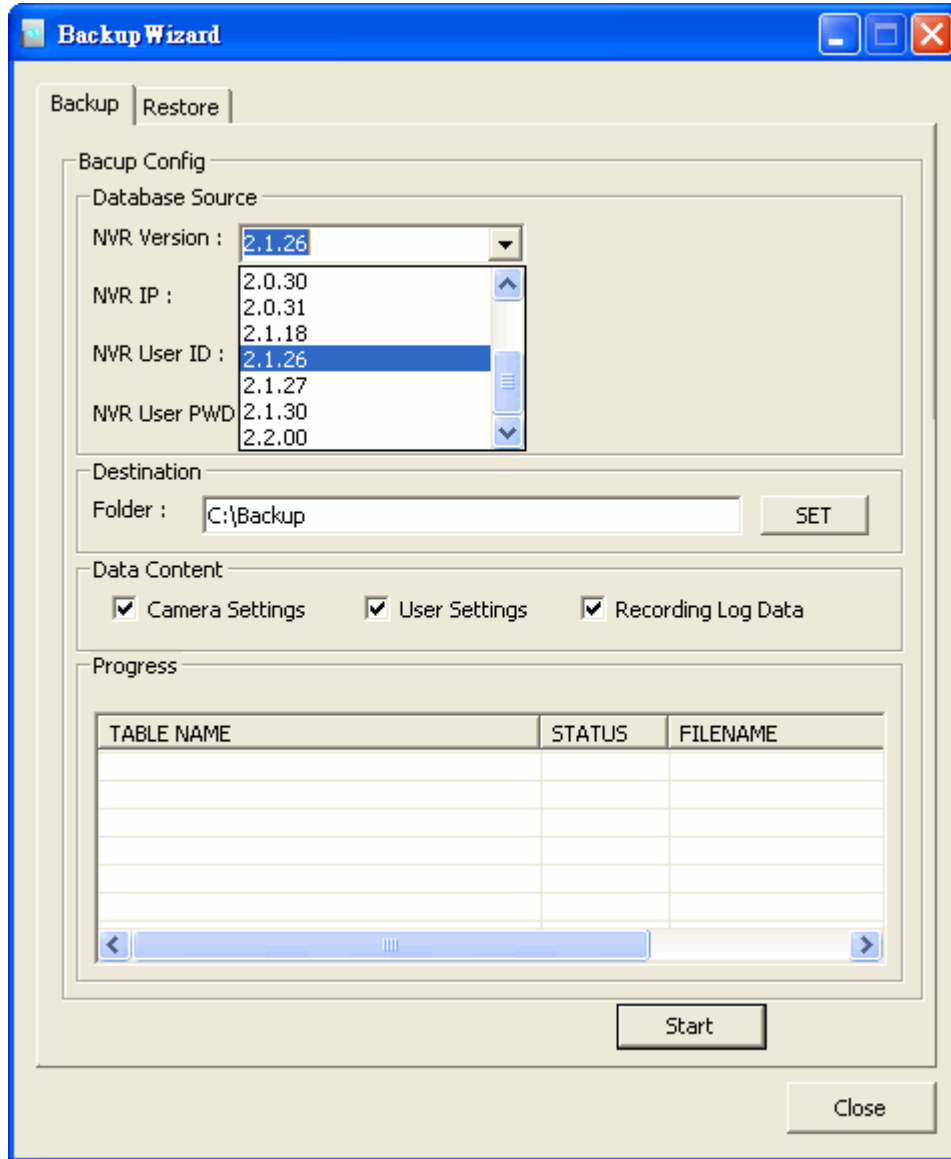 Backup Wizard
Backup Restore
Bacup Config
Database Source
NVR Version : 2.1.26
2.0.30
NVR IP :
2.0.31
2.1.18
NVR User ID : 2.1.26
2.1.27
NVR User PWD 2.1.30
2.2.00
Destination
Folder : C:\Backup SET
Data Content
Camera Settings User Settings Recording Log Data
Progress
TABLE NAME STATUS FILENAME
Start
Close